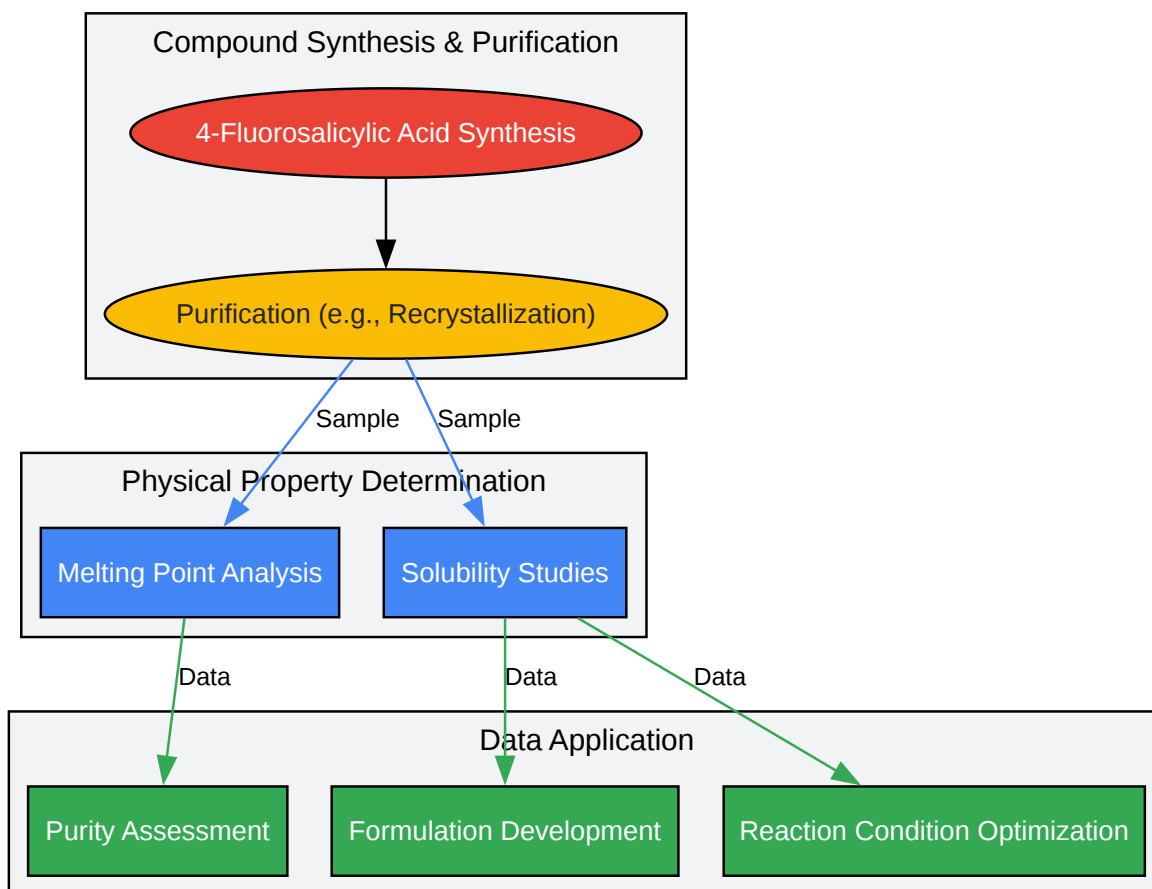 Compound Synthesis & Purification
4-Fluorosalicylic Acid Synthesis
Purification (e.g., Recrystallization)
Sample
Sample
Physical Property Determination
Melting Point Analysis
Solubility Studies
Data
Data
Data
Data Application
Purity Assessment
Formulation Development
Reaction Condition Optimization